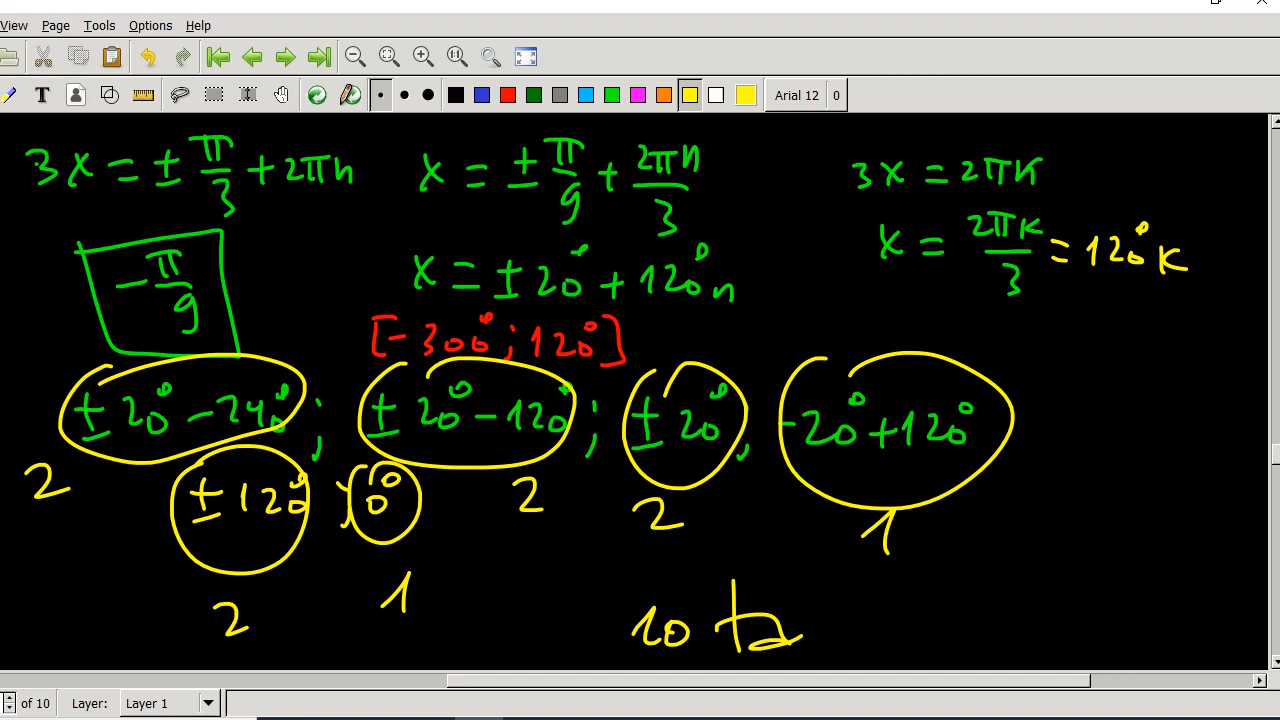 View Page Tools Options Help
T 1:1 Arial 12 0
3x = ± π/3 + 2πn x = ± π/9 + 2πn/3 3x = 2πk
x = 2πk/3 = 120°k
- π/9 x = ±20° + 120°n
[-300°; 120°]
±20° - 240°; ±20° - 120°; ±20°, -20° + 120°
2 ±120°; 0° 2 2 1
2 1 10 ta
of 10 Layer: Layer 1